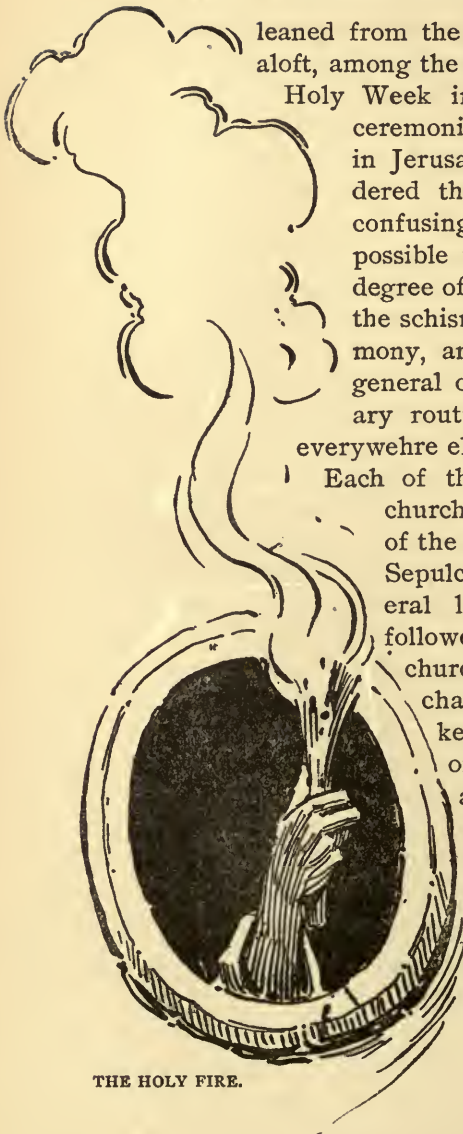 leaned from the
aloft, among the
Holy Week in
ceremoni
in Jerusa
dered th
confusing
possible
degree of
the schism
mony, an
general o
ary rout
everywehre el
Each of th
church
of the
Sepulc
eral l
followe
churc
cha
ke
o
a
THE HOLY FIRE.